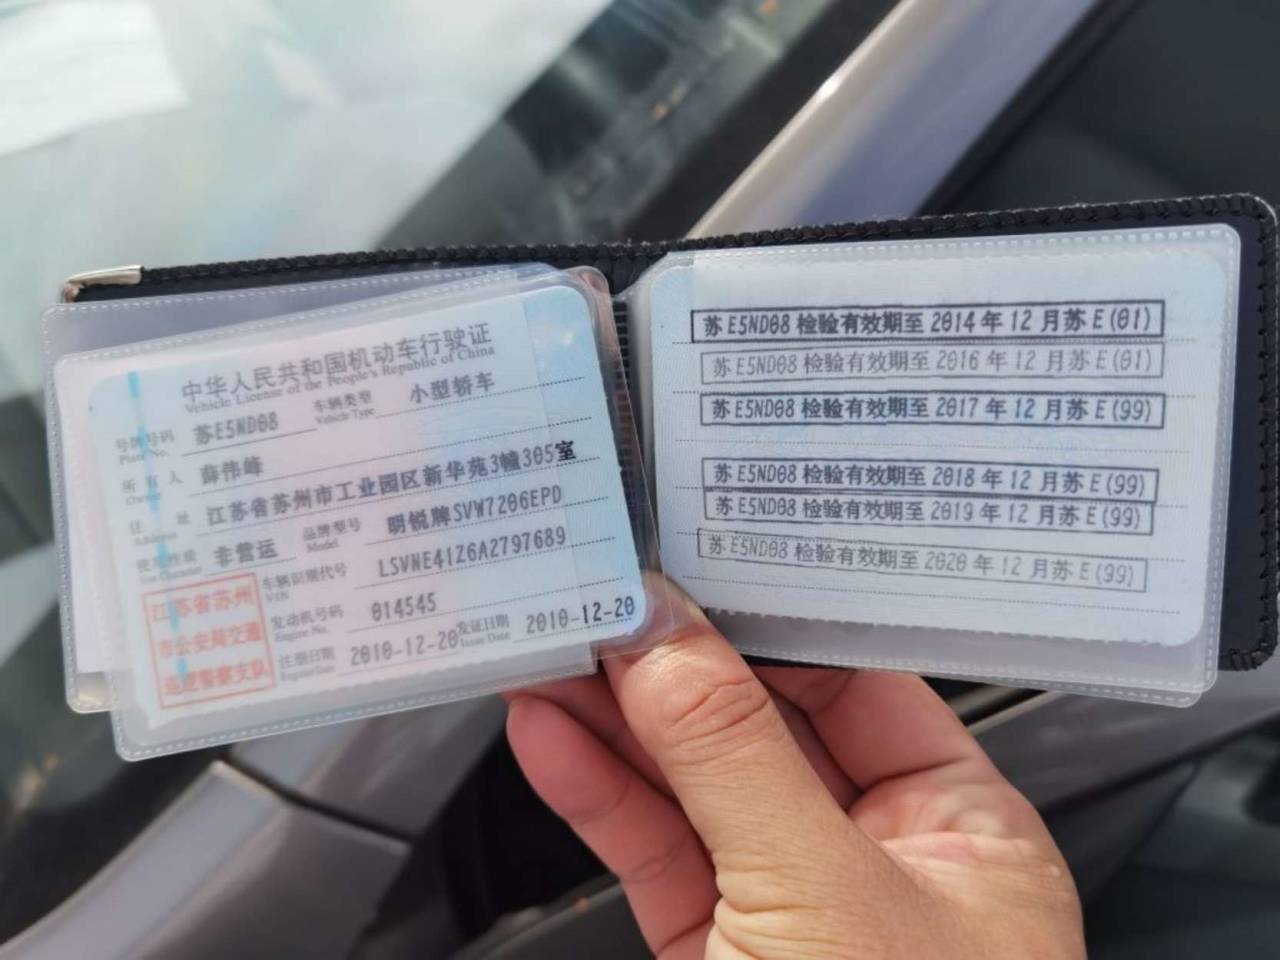 中华人民共和国机动车行驶证
Vehicle License of the People's Republic of China
号牌号码 苏E5ND08 车辆类型 小型轿车
Plate No. Vehicle Type
所有人 薛伟峰
Owner
住址 江苏省苏州市工业园区新华苑3幢305室
Address
使用性质 非营运 品牌型号 明锐牌SVW7206EPD
Use Character Model
车辆识别代号 LSVNE41Z6A2797689
VIN
发动机号码 014545
Engine No.
注册日期 2010-12-20 发证日期 2010-12-20
Register Date Issue Date
江苏省苏州
市公安局交通
巡逻警察支队
苏E5ND08 检验有效期至 2014 年 12 月苏 E (01)
苏E5ND08 检验有效期至 2016 年 12 月苏 E (01)
苏E5ND08 检验有效期至 2017 年 12 月苏 E (99)
苏E5ND08 检验有效期至 2018 年 12 月苏 E (99)
苏E5ND08 检验有效期至 2019 年 12 月苏 E (99)
苏E5ND08 检验有效期至 2020 年 12 月苏 E (99)